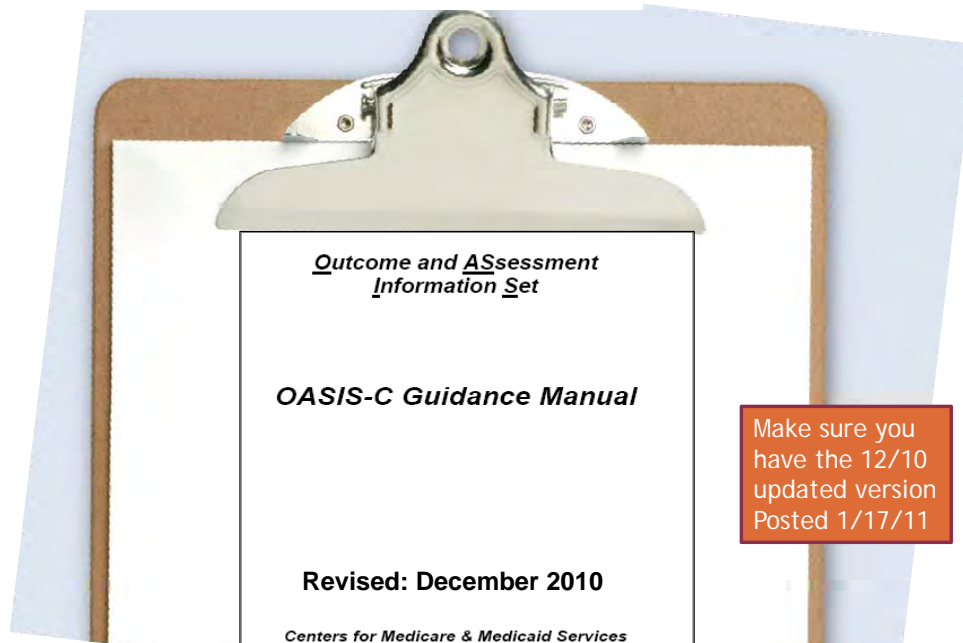 Outcome and ASsessment
Information Set
OASIS-C Guidance Manual
Make sure you
have the 12/10
updated version
Posted 1/17/11
Revised: December 2010
Centers for Medicare & Medicaid Services